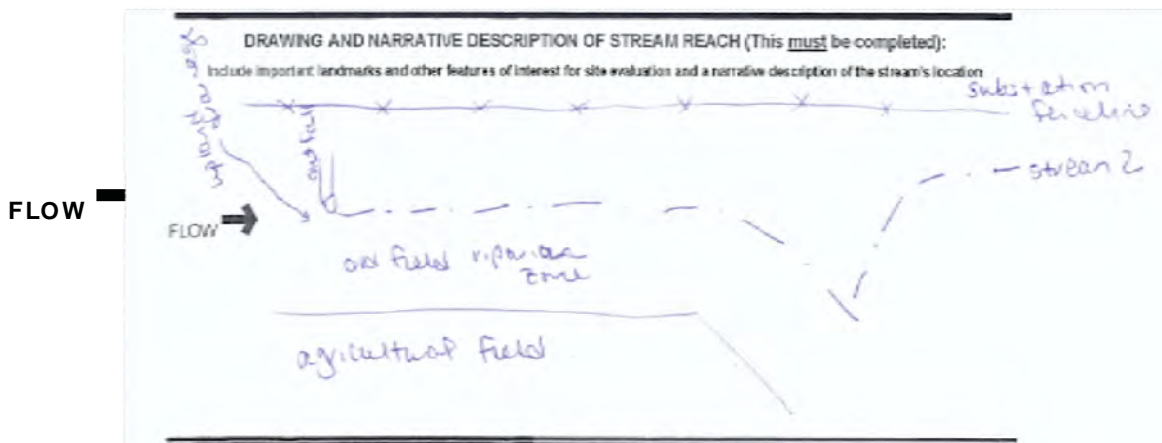 DRAWING AND NARRATIVE DESCRIPTION OF STREAM REACH (This must be completed):
Include important landmarks and other features of interest for site evaluation and a narrative description of the stream's location
substation
fenceline
outfall
stream 2
FLOW
FLOW
old field riparian
zone
agricultural field